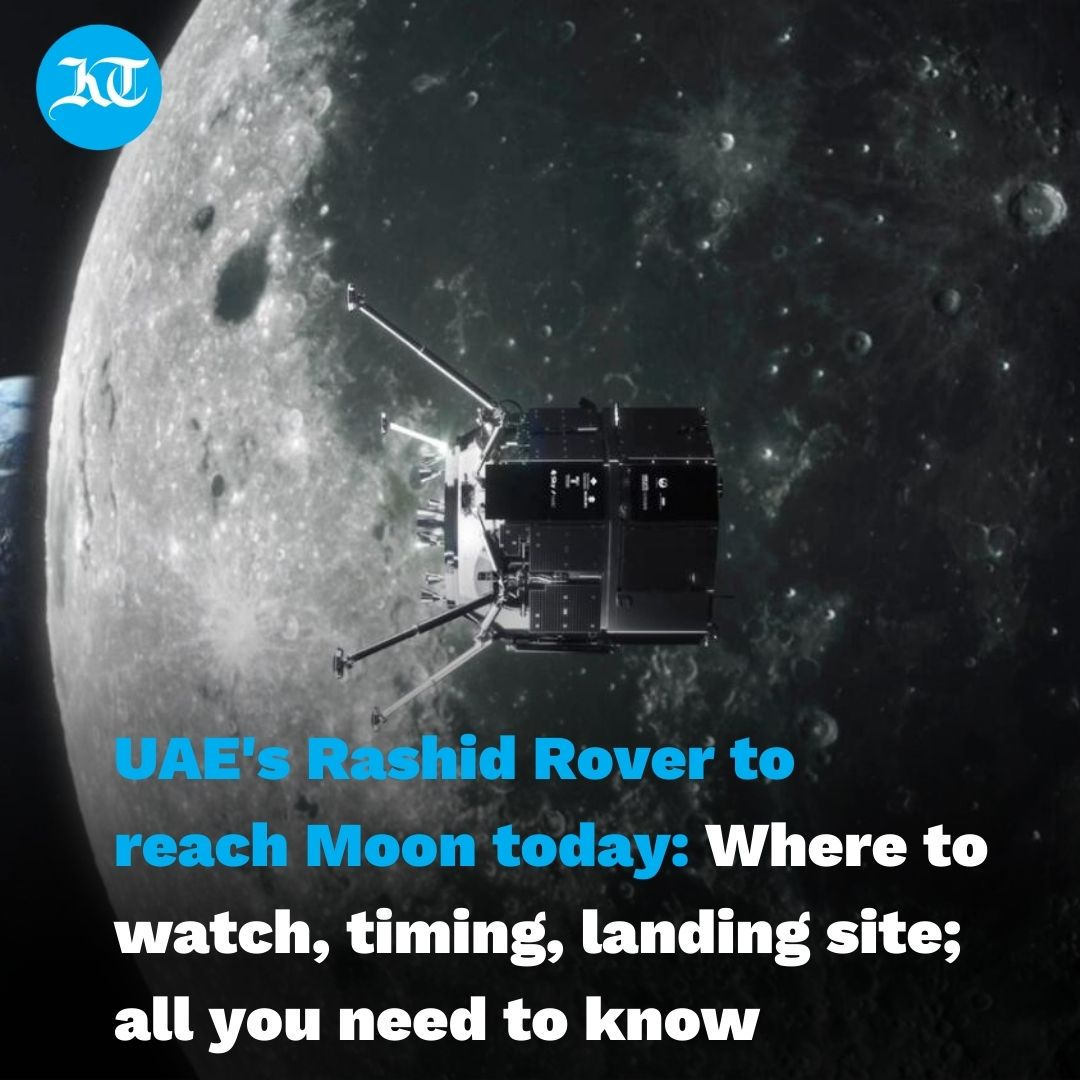 KT
UAE's Rashid Rover to
reach Moon today: Where to
watch, timing, landing site;
all you need to know